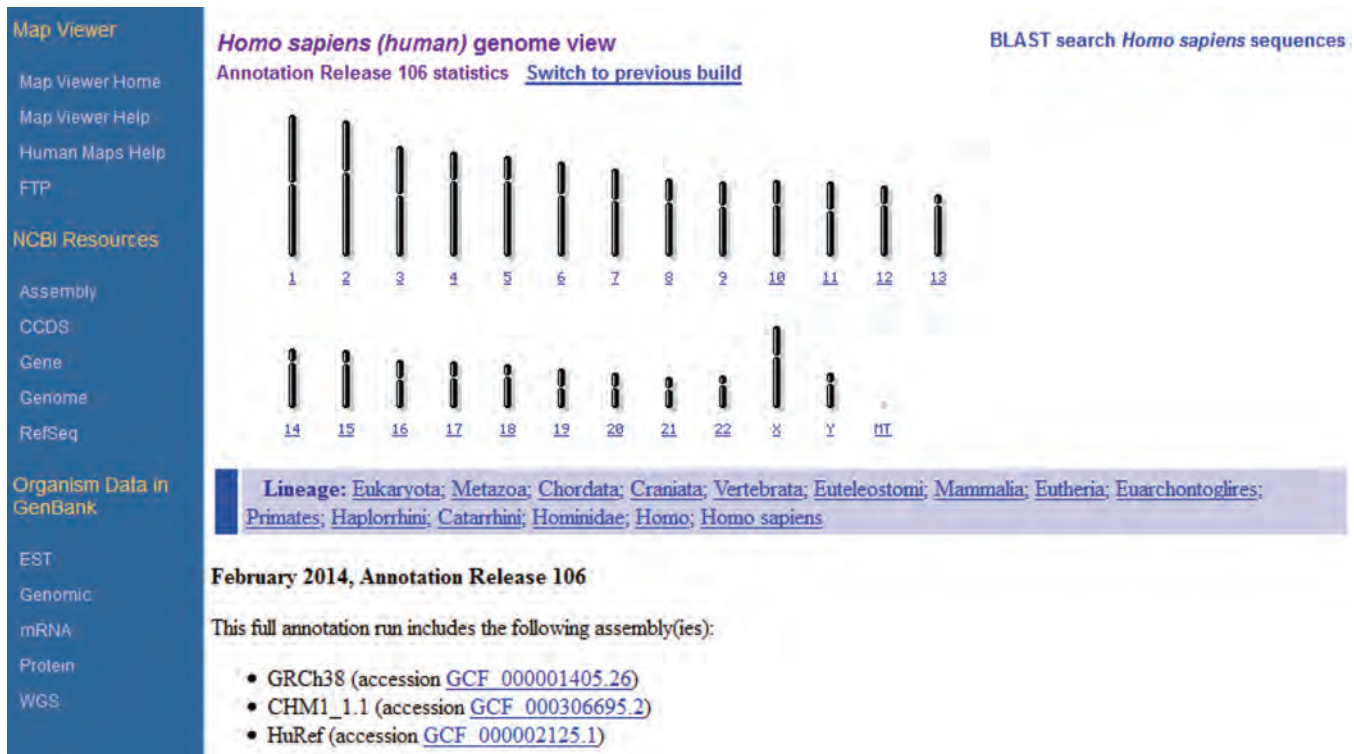 Map Viewer
Map Viewer Home
Map Viewer Help
Human Maps Help
FTP
NCBI Resources
Assembly
CCDS
Gene
Genome
RefSeq
Organism Data in
GenBank
EST
Genomic
mRNA
Protein
WGS
Homo sapiens (human) genome view
BLAST search Homo sapiens sequences
Annotation Release 106 statistics Switch to previous build
1 2 3 4 5 6 7 8 9 10 11 12 13
14 15 16 17 18 19 20 21 22 X Y MT
Lineage: Eukaryota; Metazoa; Chordata; Craniata; Vertebrata; Euteleostomi; Mammalia; Eutheria; Euarchontoglires;
Primates; Haplorrhini; Catarrhini; Hominidae; Homo; Homo sapiens
February 2014, Annotation Release 106
This full annotation run includes the following assembly(ies):
• GRCh38 (accession GCF_000001405.26)
• CHM1_1.1 (accession GCF_000306695.2)
• HuRef (accession GCF_000002125.1)